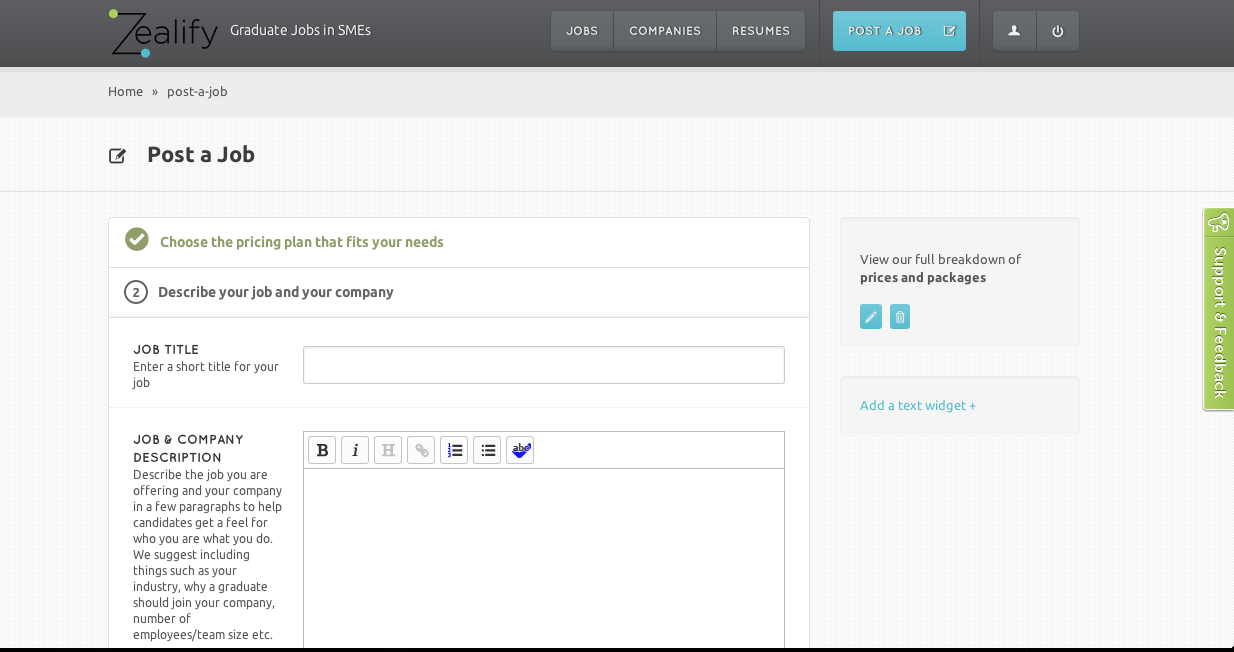 Zealify
Graduate Jobs in SMEs
JOBS
COMPANIES
RESUMES
POST A JOB
Home » post-a-job
Post a Job
Choose the pricing plan that fits your needs
2 Describe your job and your company
JOB TITLE
Enter a short title for your
job
JOB & COMPANY
DESCRIPTION
Describe the job you are
offering and your company
in a few paragraphs to help
candidates get a feel for
who you are what you do.
We suggest including
things such as your
industry, why a graduate
should join your company,
number of
employees/team size etc.
B i H abc
View our full breakdown of
prices and packages
Add a text widget +
Support & Feedback